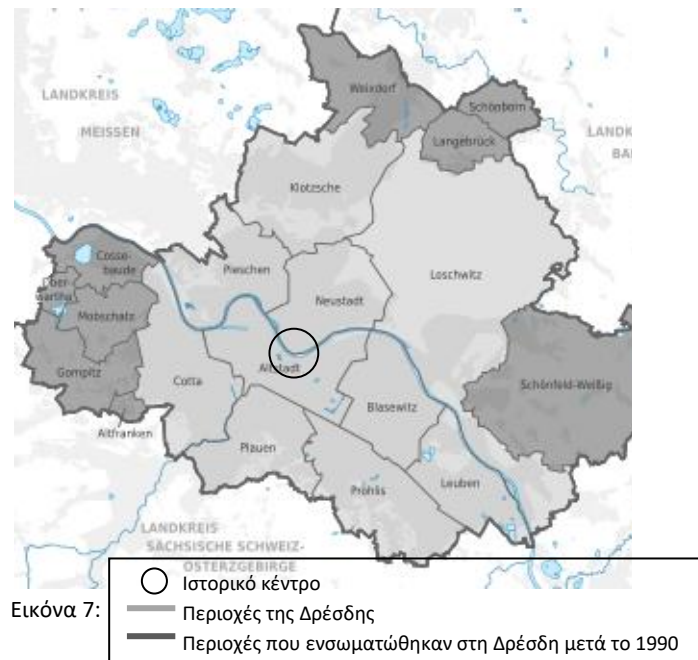 Weixdorf
Schönborn
LANDKREIS
Langebrück
LANDK
MEISSEN
BA
Klotzsche
Cosse-
baude
Pieschen
Loschwitz
Ober-
wartha
Neustadt
Mobschatz
Altstadt
Gompitz
Cotta
Schönfeld-Weißig
Blasewitz
Altfranken
Plauen
Prohlis
Leuben
LANDKREIS
SÄCHSISCHE SCHWEIZ-
OSTERZGEBIRGE
Ιστορικό κέντρο
Εικόνα 7:
Περιοχές της Δρέσδης
Περιοχές που ενσωματώθηκαν στη Δρέσδη μετά το 1990